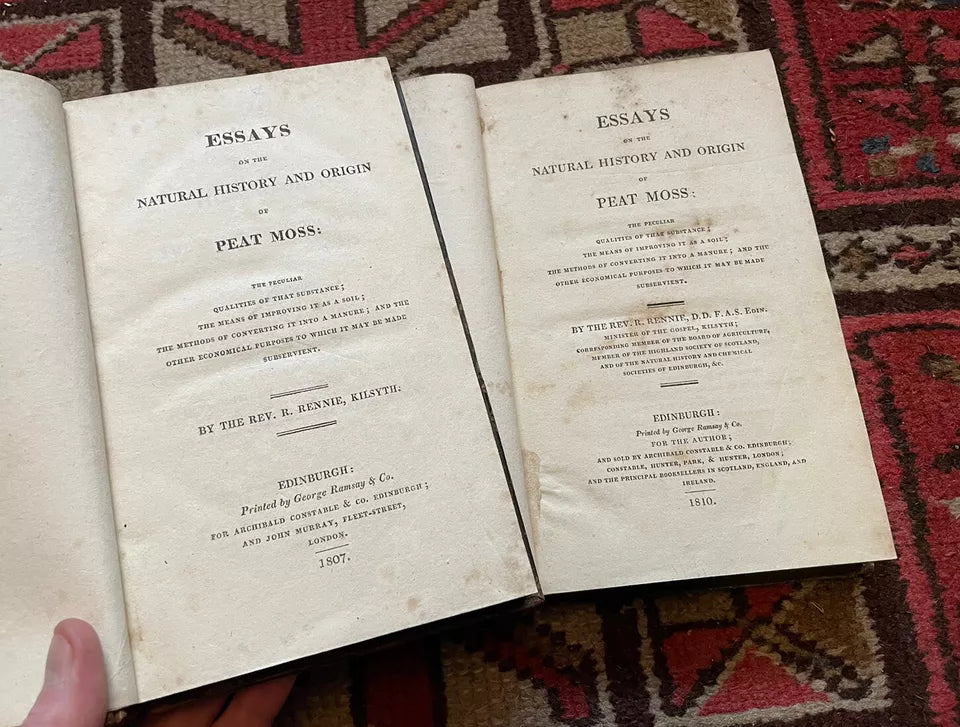 ESSAYS
ON THE
NATURAL HISTORY AND ORIGIN
OF
PEAT MOSS:
THE PECULIAR
QUALITIES OF THAT SUBSTANCE;
THE MEANS OF IMPROVING IT AS A SOIL;
THE METHODS OF CONVERTING IT INTO A MANURE; AND THE
OTHER ECONOMICAL PURPOSES TO WHICH IT MAY BE MADE
SUBSERVIENT.
BY THE REV. R. RENNIE, KILSYTH.
EDINBURGH:
Printed by George Ramsay & Co.
FOR ARCHIBALD CONSTABLE & CO. EDINBURGH;
AND JOHN MURRAY, FLEET-STREET,
LONDON.
1807.
ESSAYS
ON THE
NATURAL HISTORY AND ORIGIN
OF
PEAT MOSS:
THE PECULIAR
QUALITIES OF THAT SUBSTANCE;
THE MEANS OF IMPROVING IT AS A SOIL;
THE METHODS OF CONVERTING IT INTO A MANURE; AND THE
OTHER ECONOMICAL PURPOSES TO WHICH IT MAY BE MADE
SUBSERVIENT.
BY THE REV. R. RENNIE, D.D. F.A.S. EDIN.
MINISTER OF THE GOSPEL, KILSYTH;
CORRESPONDING MEMBER OF THE BOARD OF AGRICULTURE,
MEMBER OF THE HIGHLAND SOCIETY OF SCOTLAND,
AND OF THE NATURAL HISTORY AND CHEMICAL
SOCIETIES OF EDINBURGH, &C.
EDINBURGH:
Printed by George Ramsay & Co.
FOR THE AUTHOR;
AND SOLD BY ARCHIBALD CONSTABLE & CO. EDINBURGH;
CONSTABLE, HUNTER, PARK, & HUNTER, LONDON;
AND THE PRINCIPAL BOOKSELLERS IN SCOTLAND, ENGLAND, AND
IRELAND.
1810.